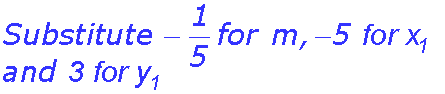 Substitute −1/5 for m, −5 for x₁
and 3 for y₁